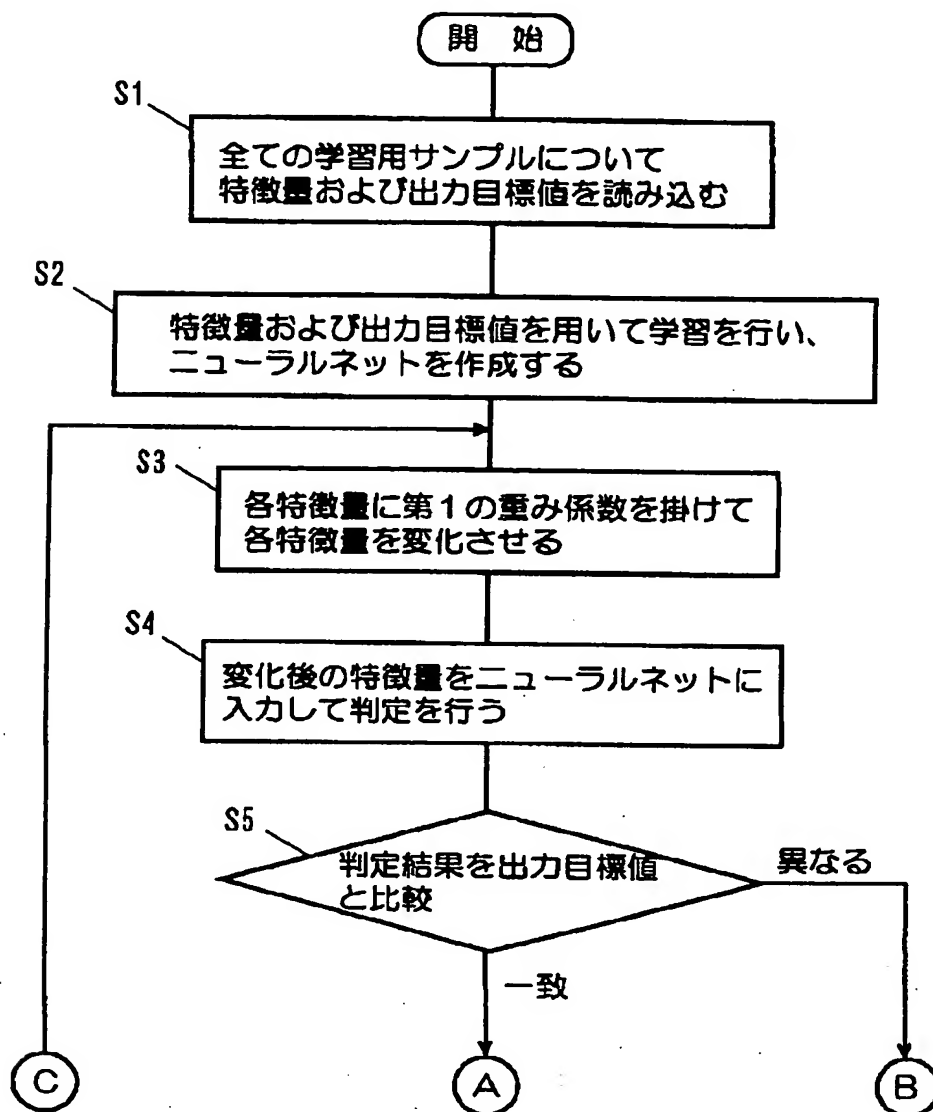 開 始
S1
全ての学習用サンプルについて
特徴量および出力目標値を読み込む
S2
特徴量および出力目標値を用いて学習を行い、
ニューラルネットを作成する
S3
各特徴量に第1の重み係数を掛けて
各特徴量を変化させる
S4
変化後の特徴量をニューラルネットに
入力して判定を行う
S5
判定結果を出力目標値
と比較
異なる
一致
C
A
B